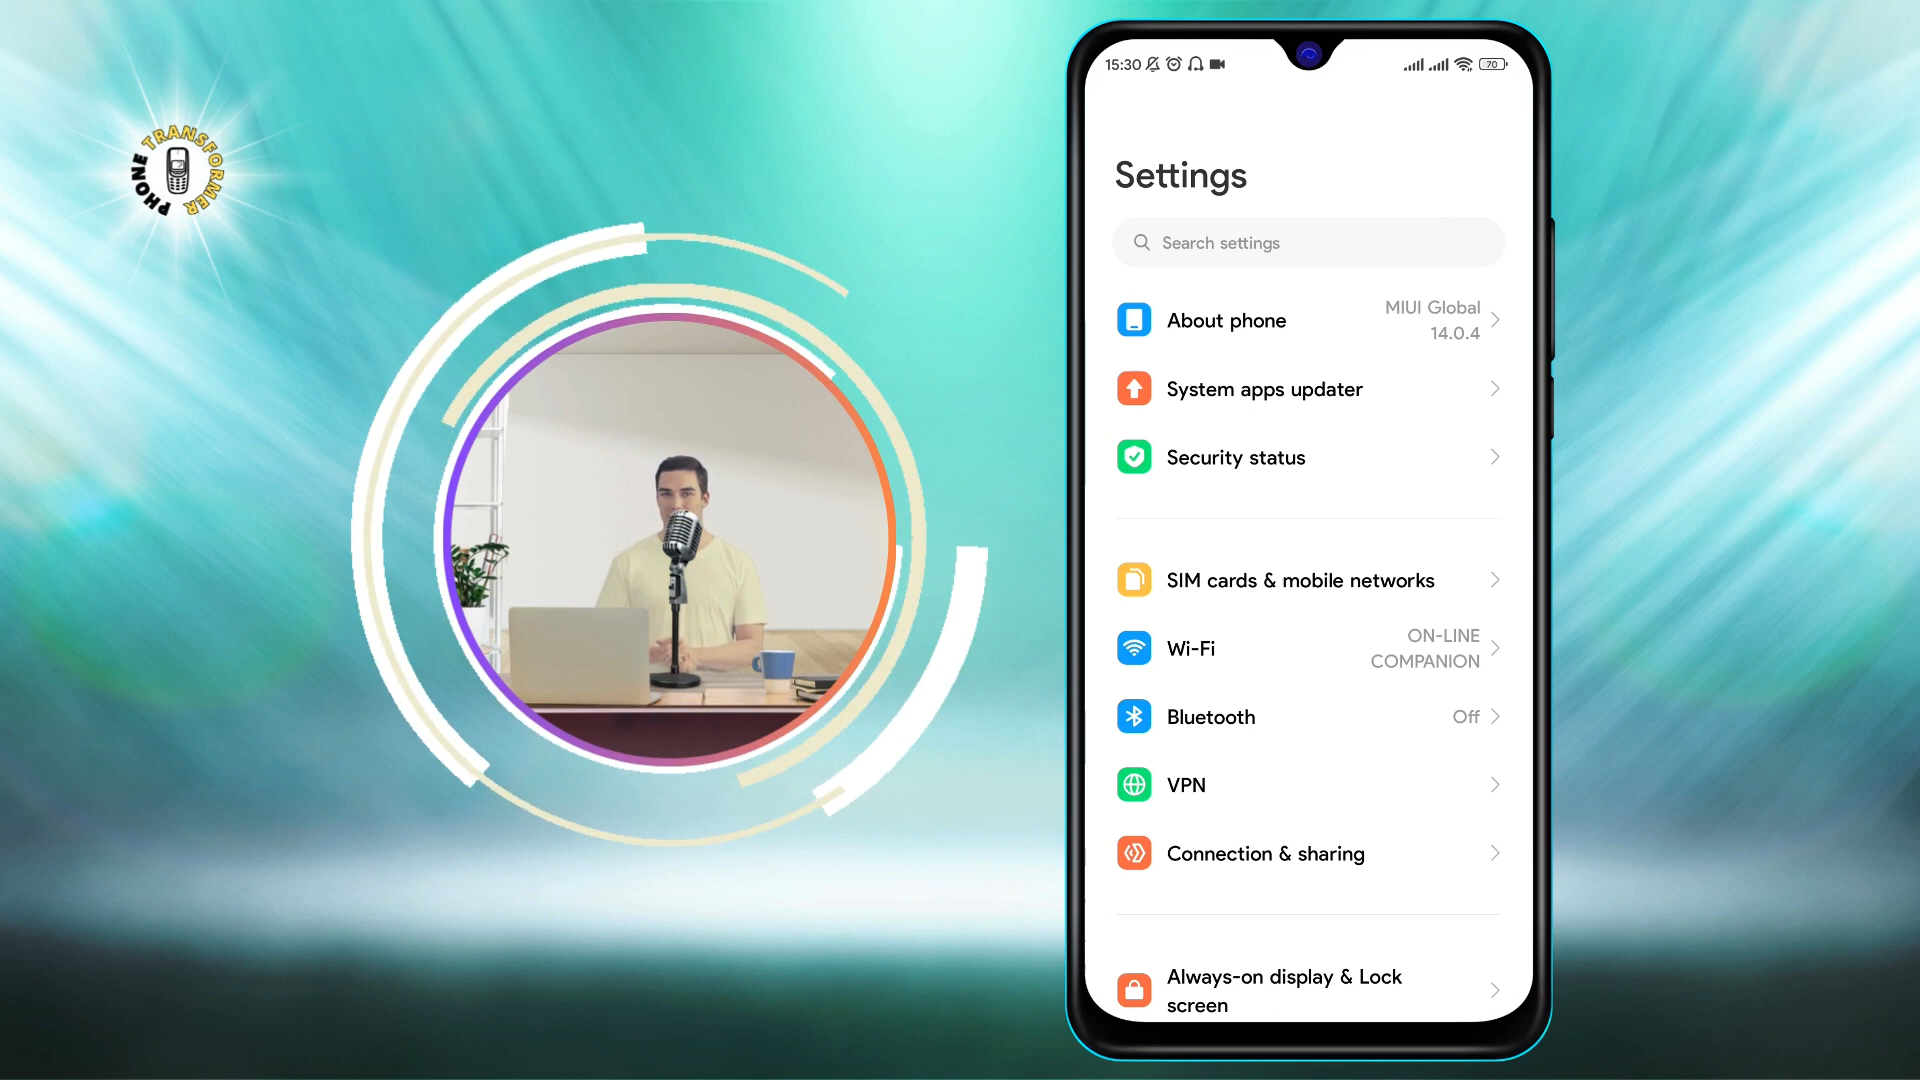 PHONE TRANSFORMER
15:30
70
Settings
Search settings
About phone
MIUI Global
14.0.4
System apps updater
Security status
SIM cards & mobile networks
Wi-Fi
ON-LINE
COMPANION
Bluetooth
Off
VPN
Connection & sharing
Always-on display & Lock
screen